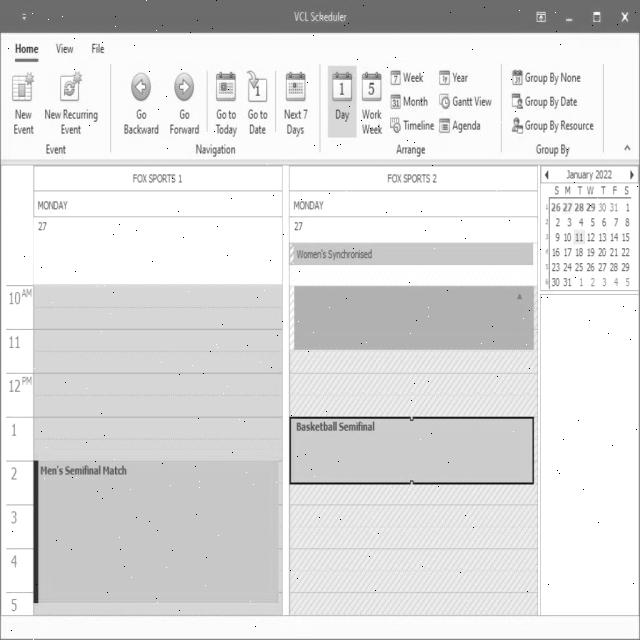 VCL Sckeduler
Home View File
New Event
New Recurring Event
Go Backward
Go Forward
Go to Today
Go to Date
Next 7 Days
Day
Work Week
Week
Month
Timeline
Year
Gantt View
Agenda
Group By None
Group By Date
Group By Resource
Event
Navigation
Arrange
Group By
FOX SPORTS 1
FOX SPORTS 2
MONDAY
MONDAY
27
27
Women's Synchronised
10 AM
11
12 PM
1
Basketball Semifinal
2
Men's Semifinal Match
3
4
5
January 2022
S M T W T F S
26 27 28 29 30 31 1
2 3 4 5 6 7 8
9 10 11 12 13 14 15
16 17 18 19 20 21 22
23 24 25 26 27 28 29
30 31 1 2 3 4 5